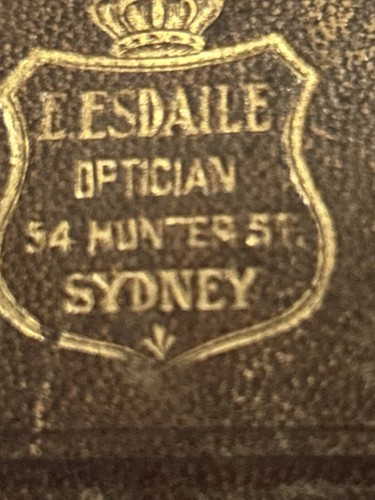 E. ESDAILE
OPTICIAN
54 HUNTER ST.
SYDNEY